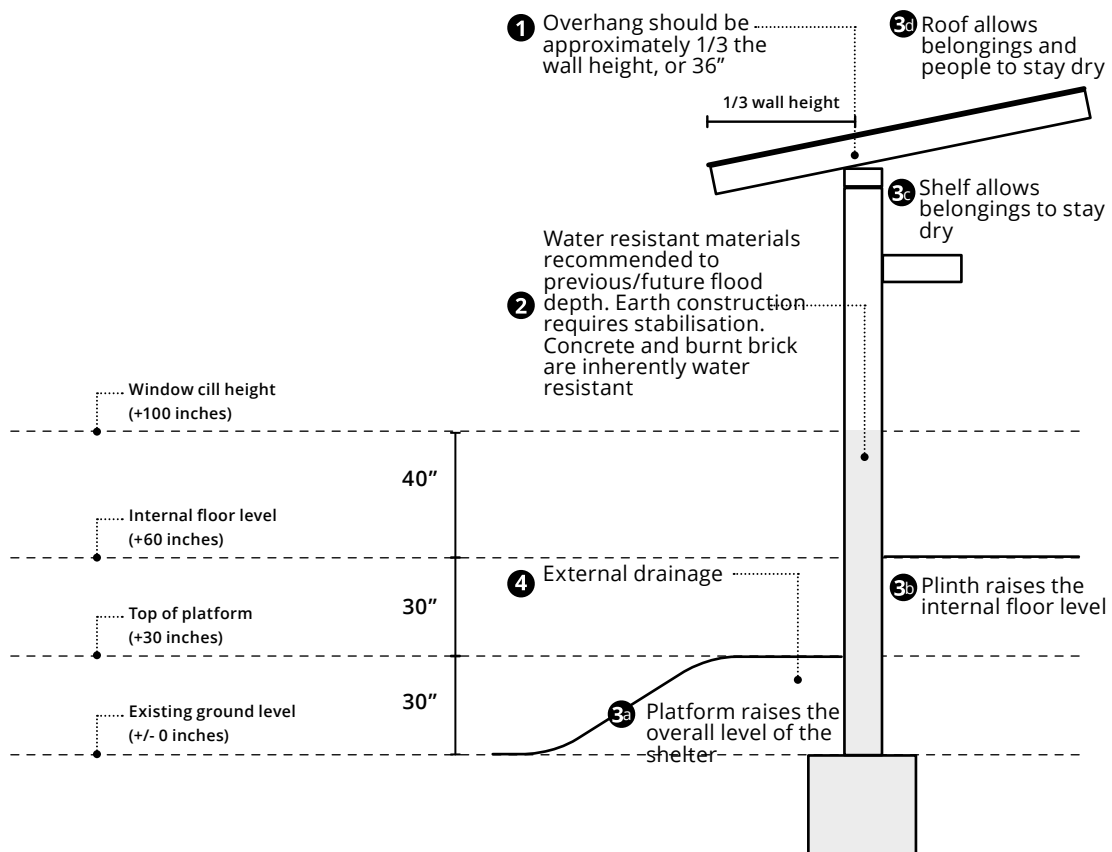 1 Overhang should be
approximately 1/3 the
wall height, or 36”
3d Roof allows
belongings and
people to stay dry
1/3 wall height
3c Shelf allows
belongings to stay
dry
2 Water resistant materials
recommended to
previous/future flood
depth. Earth construction
requires stabilisation.
Concrete and burnt brick
are inherently water
resistant
Window cill height
(+100 inches)
40”
Internal floor level
(+60 inches)
4 External drainage
3b Plinth raises the
internal floor level
30”
Top of platform
(+30 inches)
30”
Existing ground level
(+/- 0 inches)
3a Platform raises the
overall level of the
shelter